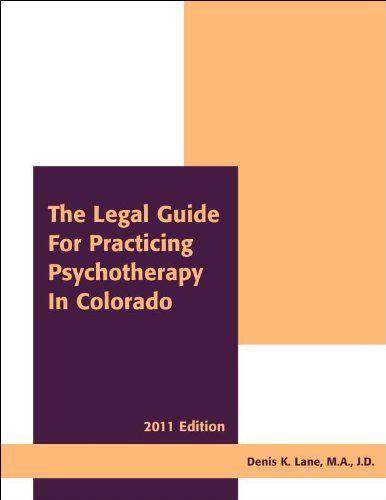 The Legal Guide
For Practicing
Psychotherapy
In Colorado
2011 Edition
Denis K. Lane, M.A., J.D.